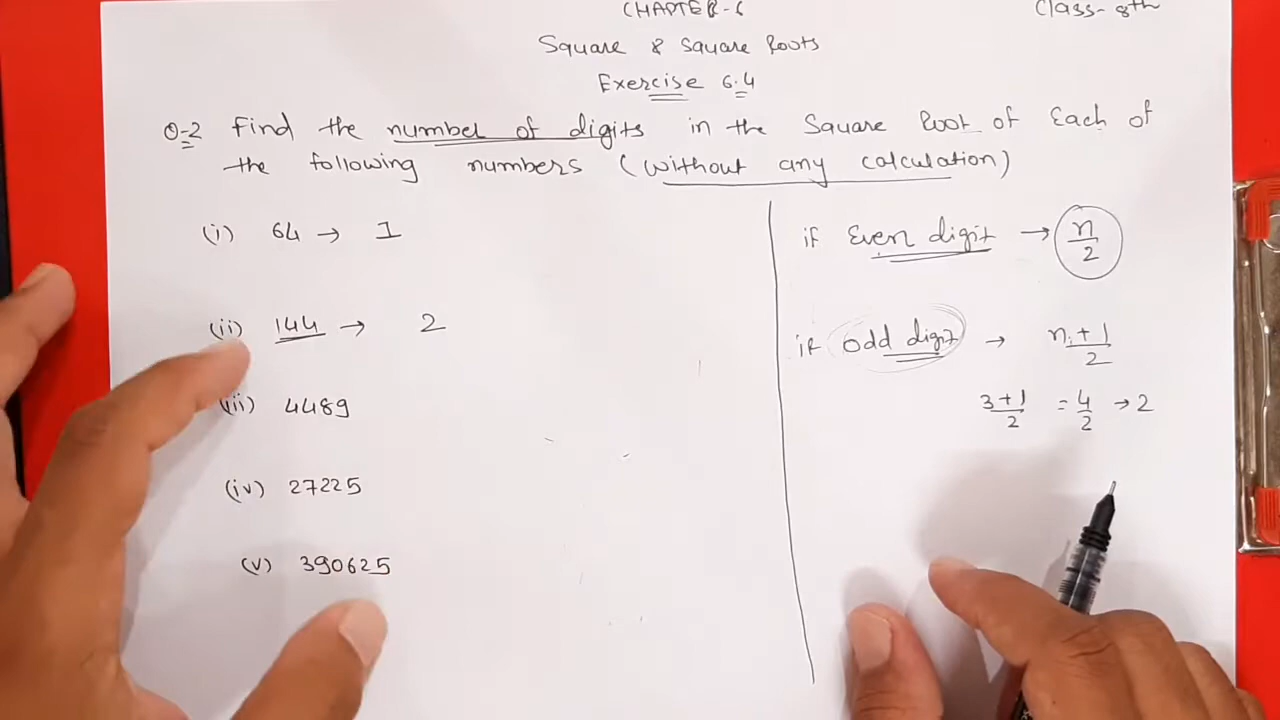 CHAPTER-6
Class-8th
Square & Square Roots
Exercise 6.4
Q-2 Find the number of digits in the Square Root of Each of
the following numbers (without any calculation)
(i) 64 → 1
(ii) 144 → 2
(iii) 4489
(iv) 27225
(v) 390625
if Even digit → n/2
if Odd digit → n+1/2
3+1/2 = 4/2 → 2